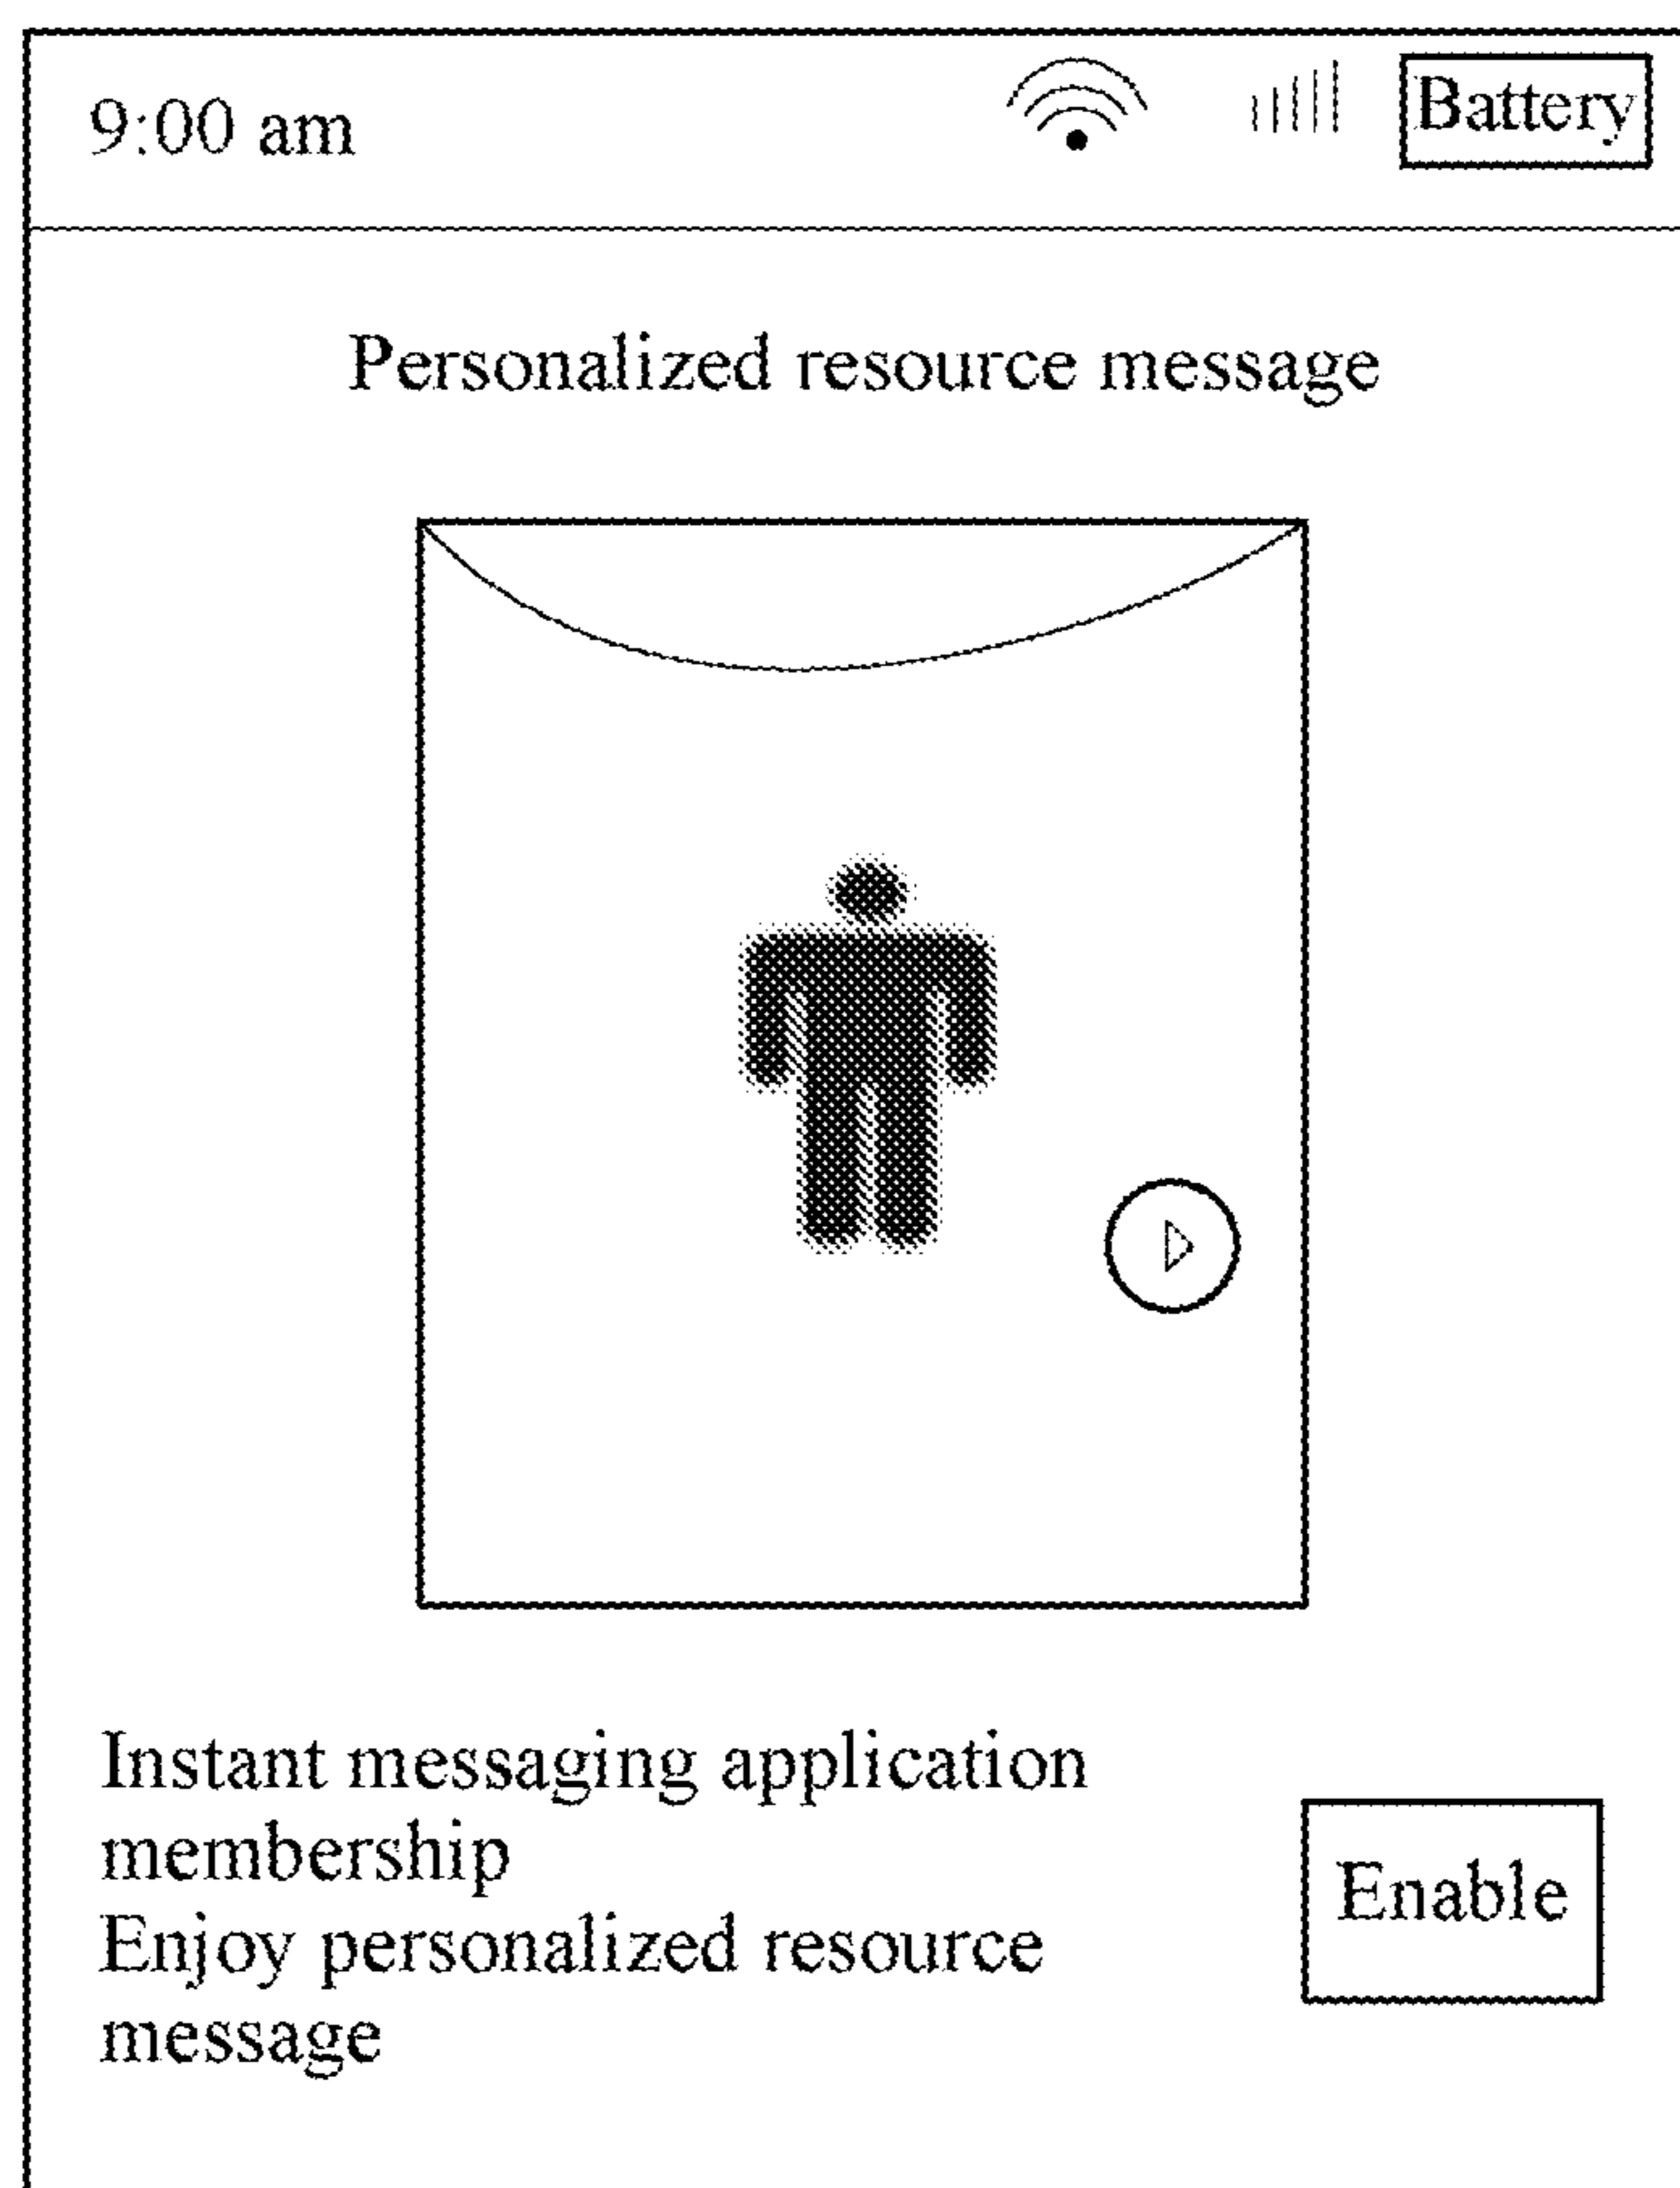 9:00 am
Battery
Personalized resource message
Instant messaging application
membership
Enjoy personalized resource
message
Enable